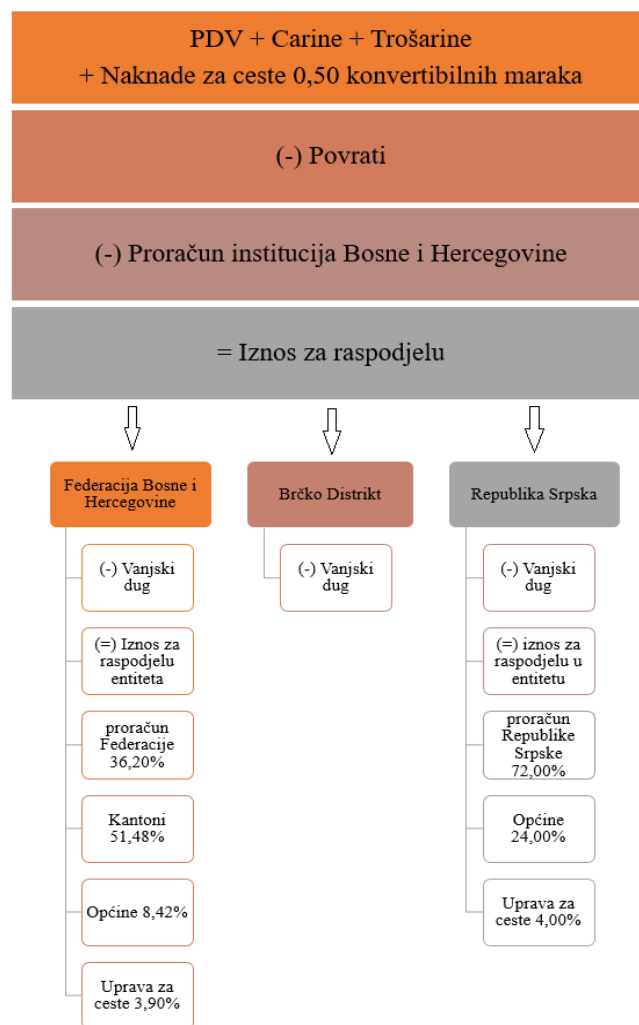 PDV + Carine + Trošarine
+ Naknade za ceste 0,50 konvertibilnih maraka
(-) Povrati
(-) Proračun institucija Bosne i Hercegovine
= Iznos za raspodjelu
Federacija Bosne i
Hercegovine
(-) Vanjski
dug
(=) Iznos za
raspodjelu
entiteta
proračun
Federacije
36,20%
Kantoni
51,48%
Općine 8,42%
Uprava za
ceste 3,90%
Brčko Distrikt
(-) Vanjski
dug
Republika Srpska
(-) Vanjski
dug
(=) iznos za
raspodjelu u
entitetu
proračun
Republike
Srpske
72,00%
Općine
24,00%
Uprava za
ceste 4,00%